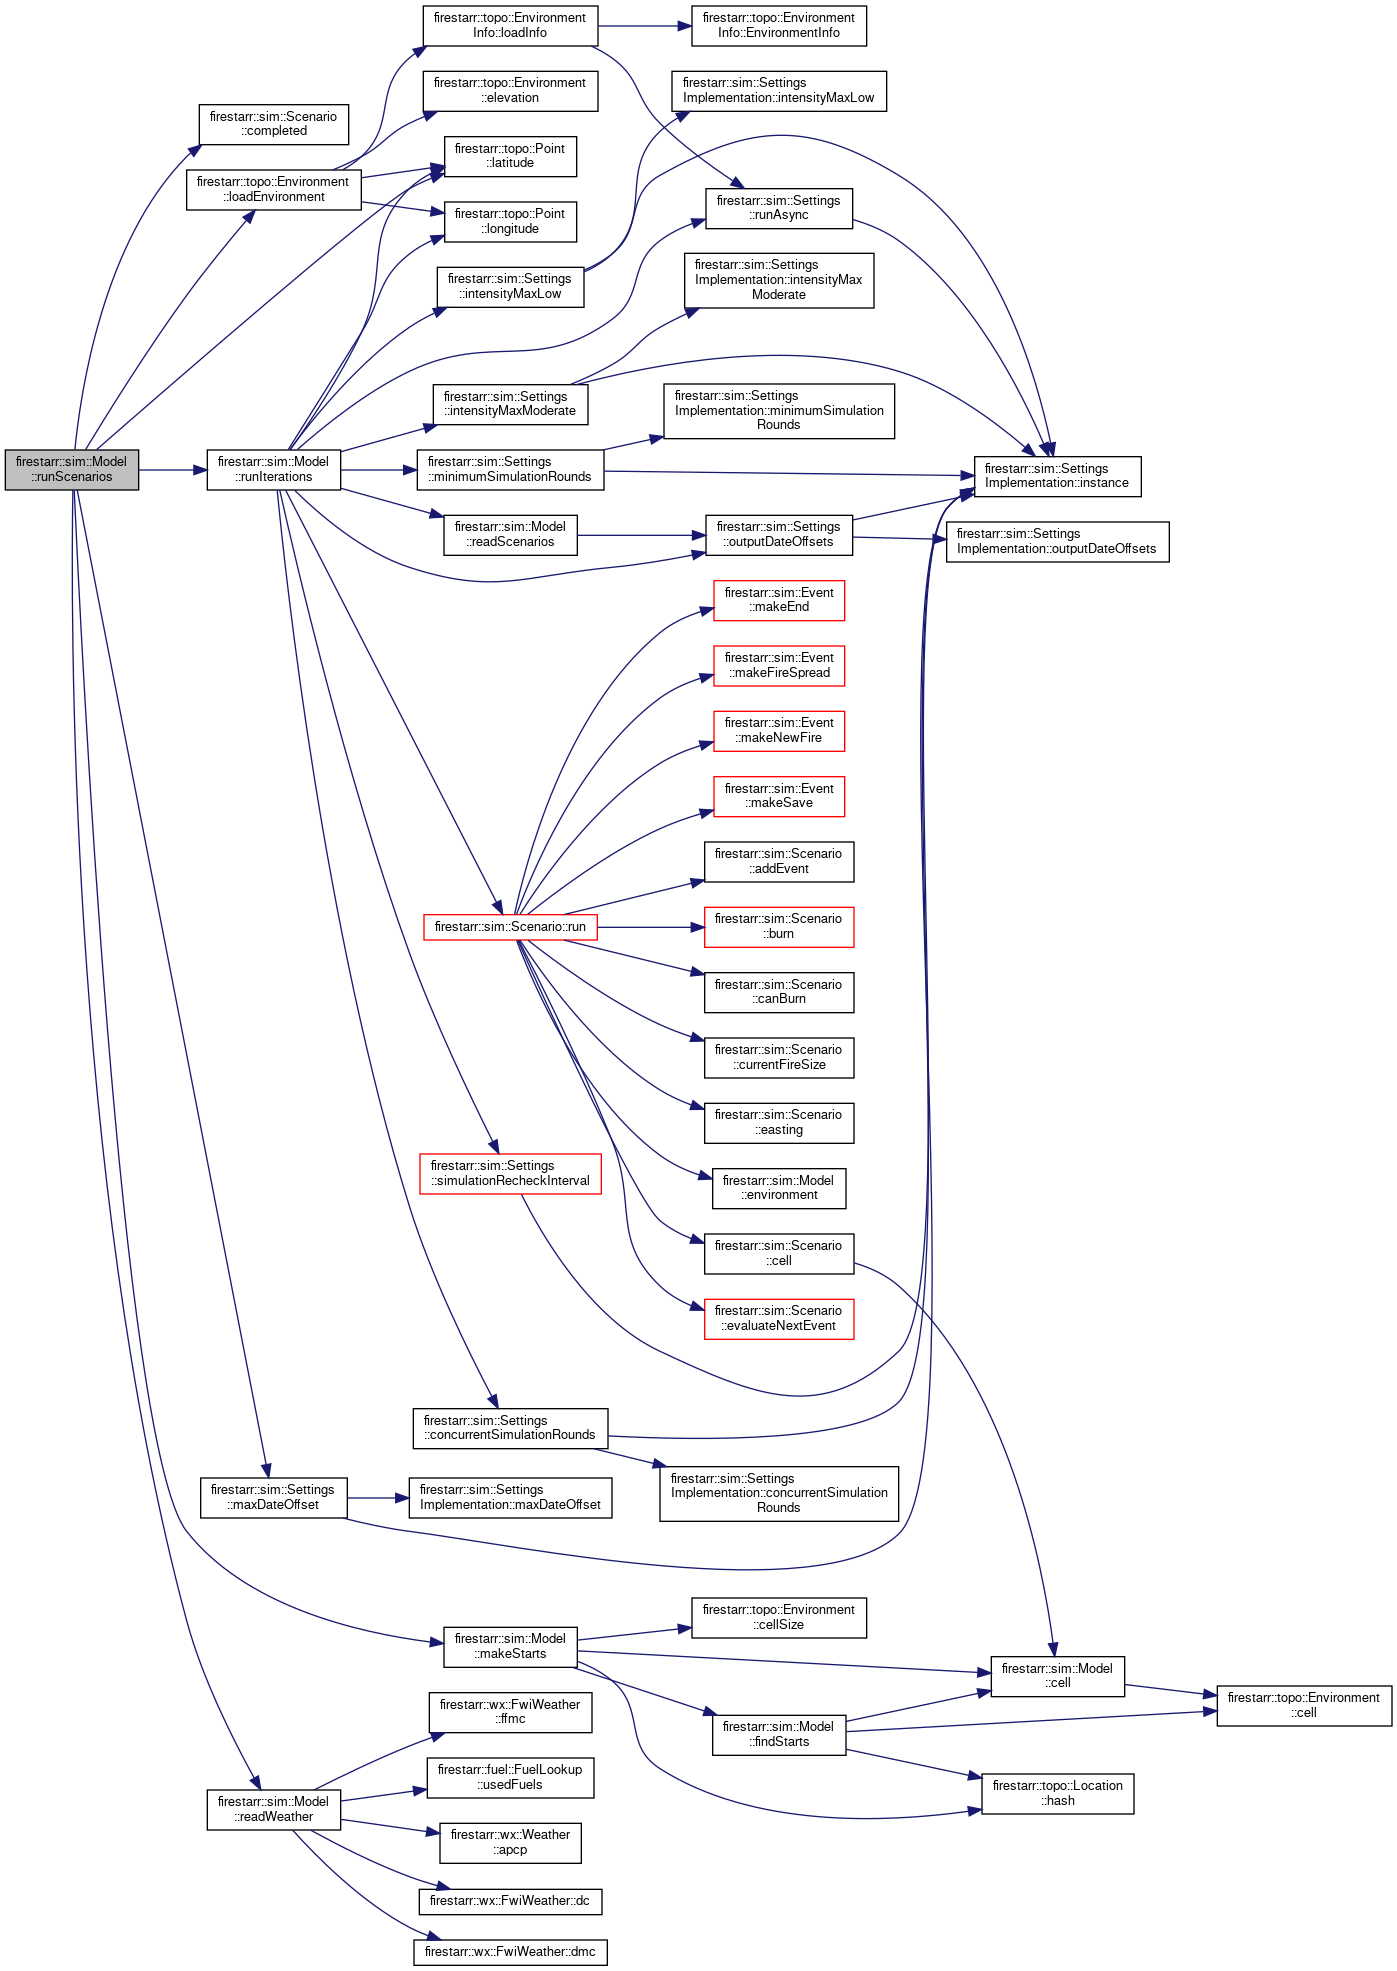 firestarr::topo::Environment
Info::loadInfo
firestarr::topo::Environment
Info::EnvironmentInfo
firestarr::topo::Environment
::elevation
firestarr::sim::Settings
Implementation::intensityMaxLow
firestarr::sim::Scenario
::completed
firestarr::topo::Point
::latitude
firestarr::topo::Environment
::loadEnvironment
firestarr::topo::Point
::longitude
firestarr::sim::Settings
::runAsync
firestarr::sim::Settings
::intensityMaxLow
firestarr::sim::Settings
Implementation::intensityMax
Moderate
firestarr::sim::Settings
::intensityMaxModerate
firestarr::sim::Settings
Implementation::minimumSimulation
Rounds
firestarr::sim::Model
::runScenarios
firestarr::sim::Model
::runIterations
firestarr::sim::Settings
::minimumSimulationRounds
firestarr::sim::Settings
Implementation::instance
firestarr::sim::Model
::readScenarios
firestarr::sim::Settings
::outputDateOffsets
firestarr::sim::Settings
Implementation::outputDateOffsets
firestarr::sim::Event
::makeEnd
firestarr::sim::Event
::makeFireSpread
firestarr::sim::Event
::makeNewFire
firestarr::sim::Event
::makeSave
firestarr::sim::Scenario
::addEvent
firestarr::sim::Scenario::run
firestarr::sim::Scenario
::burn
firestarr::sim::Scenario
::canBurn
firestarr::sim::Scenario
::currentFireSize
firestarr::sim::Scenario
::easting
firestarr::sim::Settings
::simulationRecheckInterval
firestarr::sim::Model
::environment
firestarr::sim::Scenario
::cell
firestarr::sim::Scenario
::evaluateNextEvent
firestarr::sim::Settings
::concurrentSimulationRounds
firestarr::sim::Settings
::maxDateOffset
firestarr::sim::Settings
Implementation::maxDateOffset
firestarr::sim::Settings
Implementation::concurrentSimulation
Rounds
firestarr::topo::Environment
::cellSize
firestarr::sim::Model
::makeStarts
firestarr::sim::Model
::cell
firestarr::topo::Environment
::cell
firestarr::wx::FwiWeather
::ffmc
firestarr::sim::Model
::findStarts
firestarr::fuel::FuelLookup
::usedFuels
firestarr::topo::Location
::hash
firestarr::sim::Model
::readWeather
firestarr::wx::Weather
::apcp
firestarr::wx::FwiWeather::dc
firestarr::wx::FwiWeather::dmc